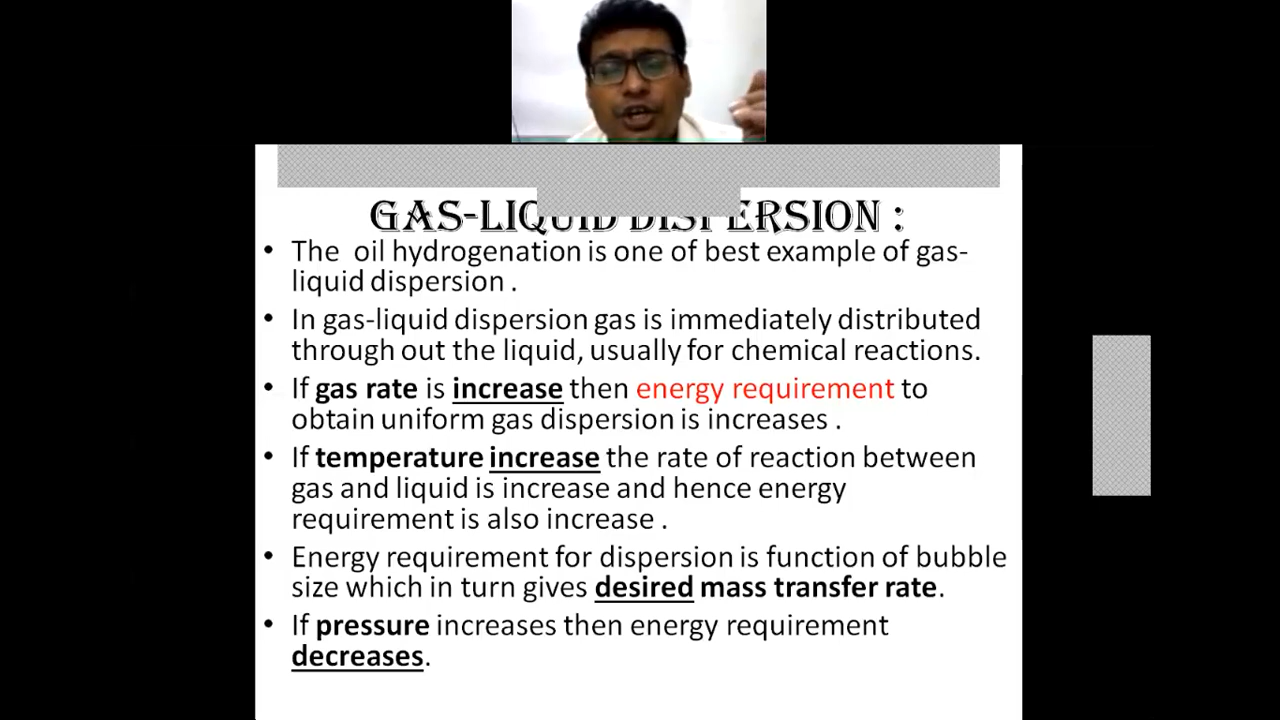 GAS-LIQUID DISPERSION :
• The oil hydrogenation is one of best example of gas-
liquid dispersion .
• In gas-liquid dispersion gas is immediately distributed
through out the liquid, usually for chemical reactions.
• If gas rate is increase then energy requirement to
obtain uniform gas dispersion is increases .
• If temperature increase the rate of reaction between
gas and liquid is increase and hence energy
requirement is also increase .
• Energy requirement for dispersion is function of bubble
size which in turn gives desired mass transfer rate.
• If pressure increases then energy requirement
decreases.